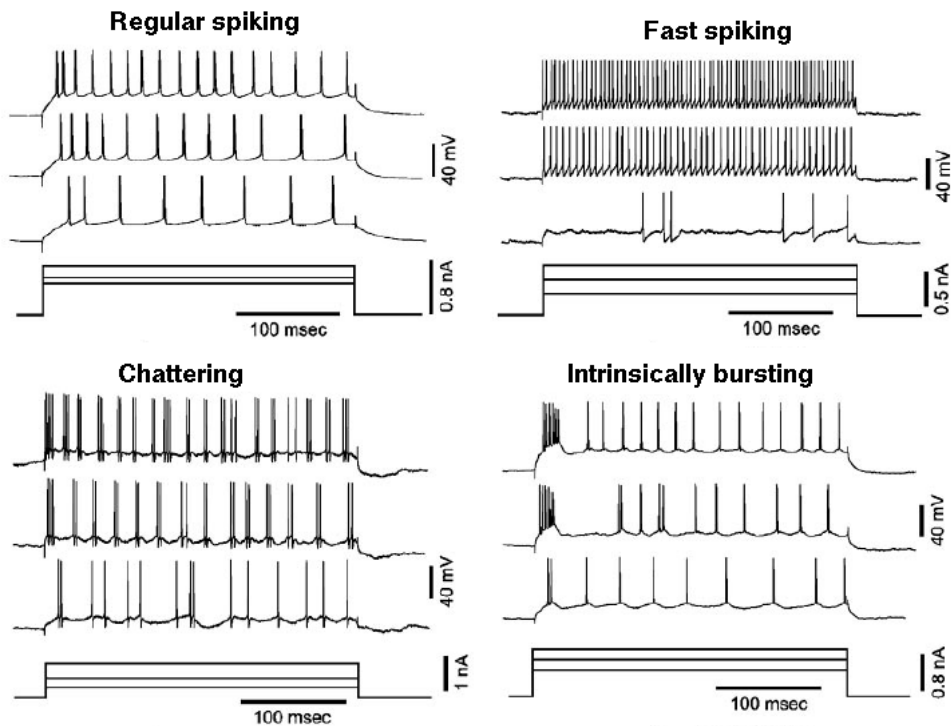 Regular spiking
40 mV
0.8 nA
100 msec
Fast spiking
40 mV
0.5 nA
100 msec
Chattering
40 mV
1 nA
100 msec
Intrinsically bursting
40 mV
0.8 nA
100 msec